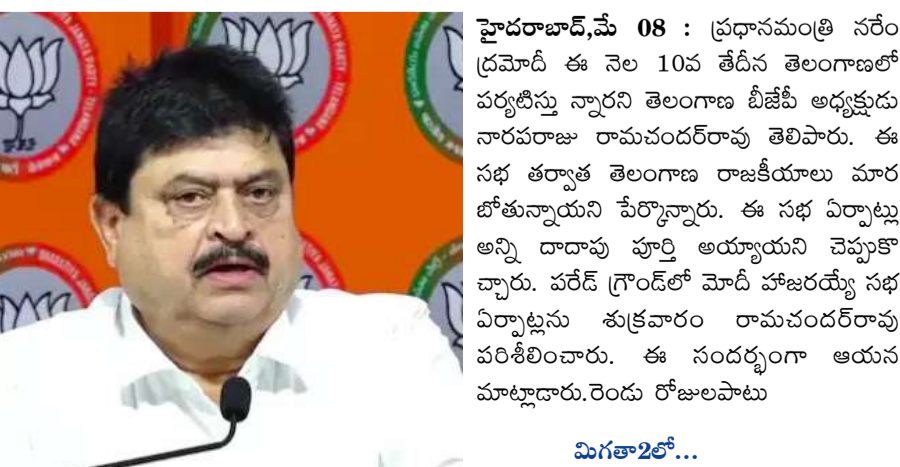 హైదరాబాద్,మే 08 : ప్రధానమంత్రి నరేం
ద్రమోదీ ఈ నెల 10వ తేదీన తెలంగాణలో
పర్యటిస్తు న్నారని తెలంగాణ బీజేపీ అధ్యక్షుడు
నారపరాజు రామచందర్‌రావు తెలిపారు. ఈ
సభ తర్వాత తెలంగాణ రాజకీయాలు మార
బోతున్నాయని పేర్కొన్నారు. ఈ సభ ఏర్పాట్లు
అన్ని దాదాపు పూర్తి అయ్యాయని చెప్పుకొ
చ్చారు. పరేడ్ గ్రౌండ్‌లో మోదీ హాజరయ్యే సభ
ఏర్పాట్లను శుక్రవారం రామచందర్‌రావు
పరిశీలించారు. ఈ సందర్భంగా ఆయన
మాట్లాడారు.రెండు రోజులపాటు
మిగతా2లో...